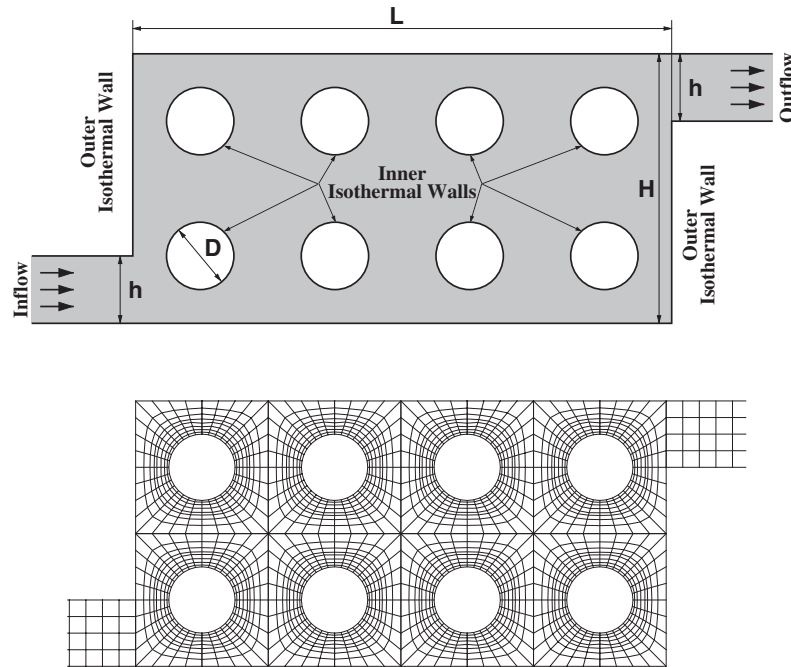 L
Outer
Isothermal Wall
h
Outflow
Inner
Isothermal Walls
H
Outer
Isothermal Wall
D
Inflow
h